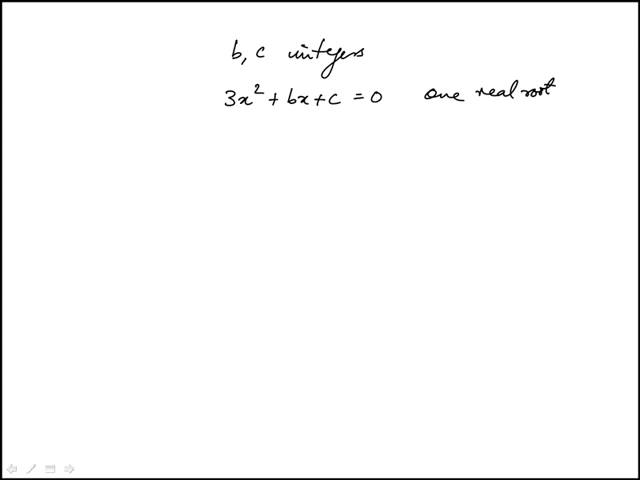 b, c integers
3x² + bx + c = 0 one real root